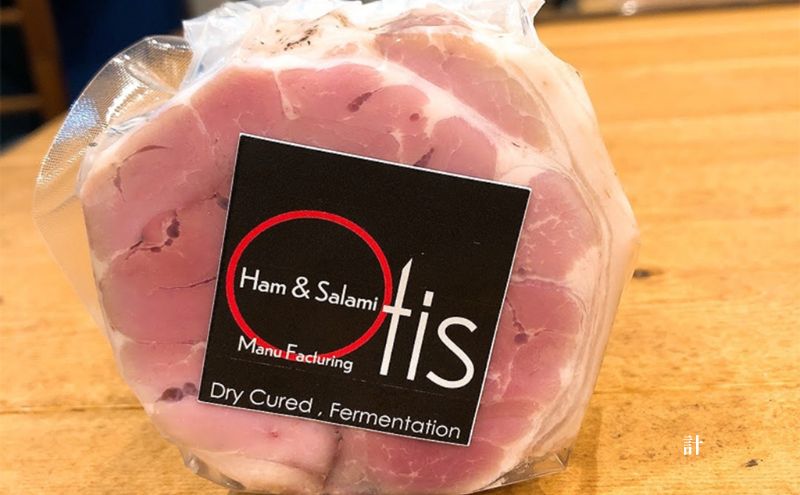 Ham & Salami
Otis
Manu Facturing
Dry Cured , Fermentation
計